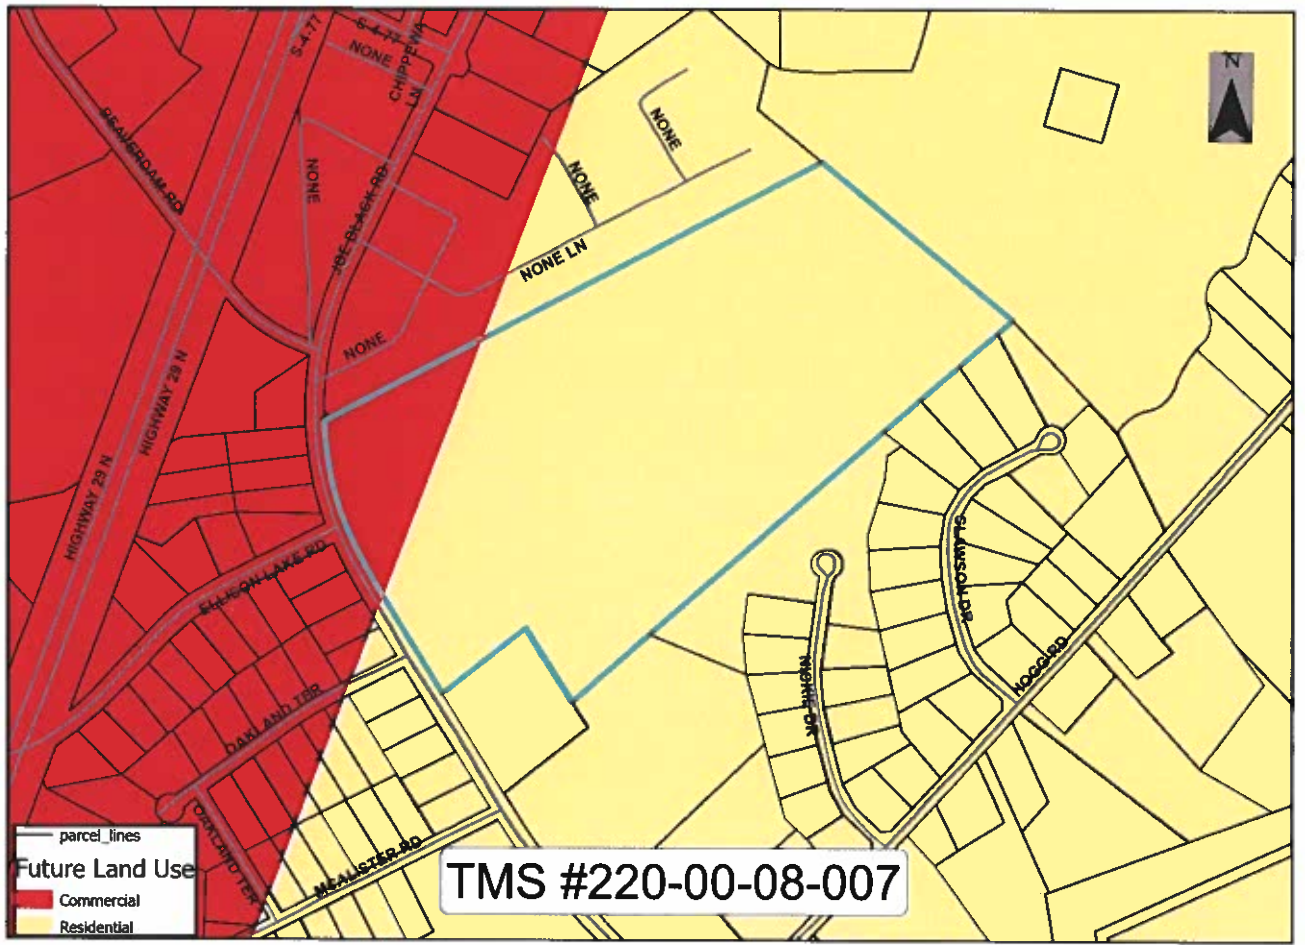 S-4-77
S-4-77
NONE
CHIPPEWA
LN
N
BEAVERDAM RD
NONE
NONE
NONE
JOE BLACK RD
NONE LN
NONE
HIGHWAY 29 N
HIGHWAY 29 N
ELLISON LAKE RD
SLAWSON DR
HOGG RD
OAKLAND TER
OAKLAND TER
MCALISTER RD
parcel_lines
Future Land Use
Commercial
Residential
TMS #220-00-08-007